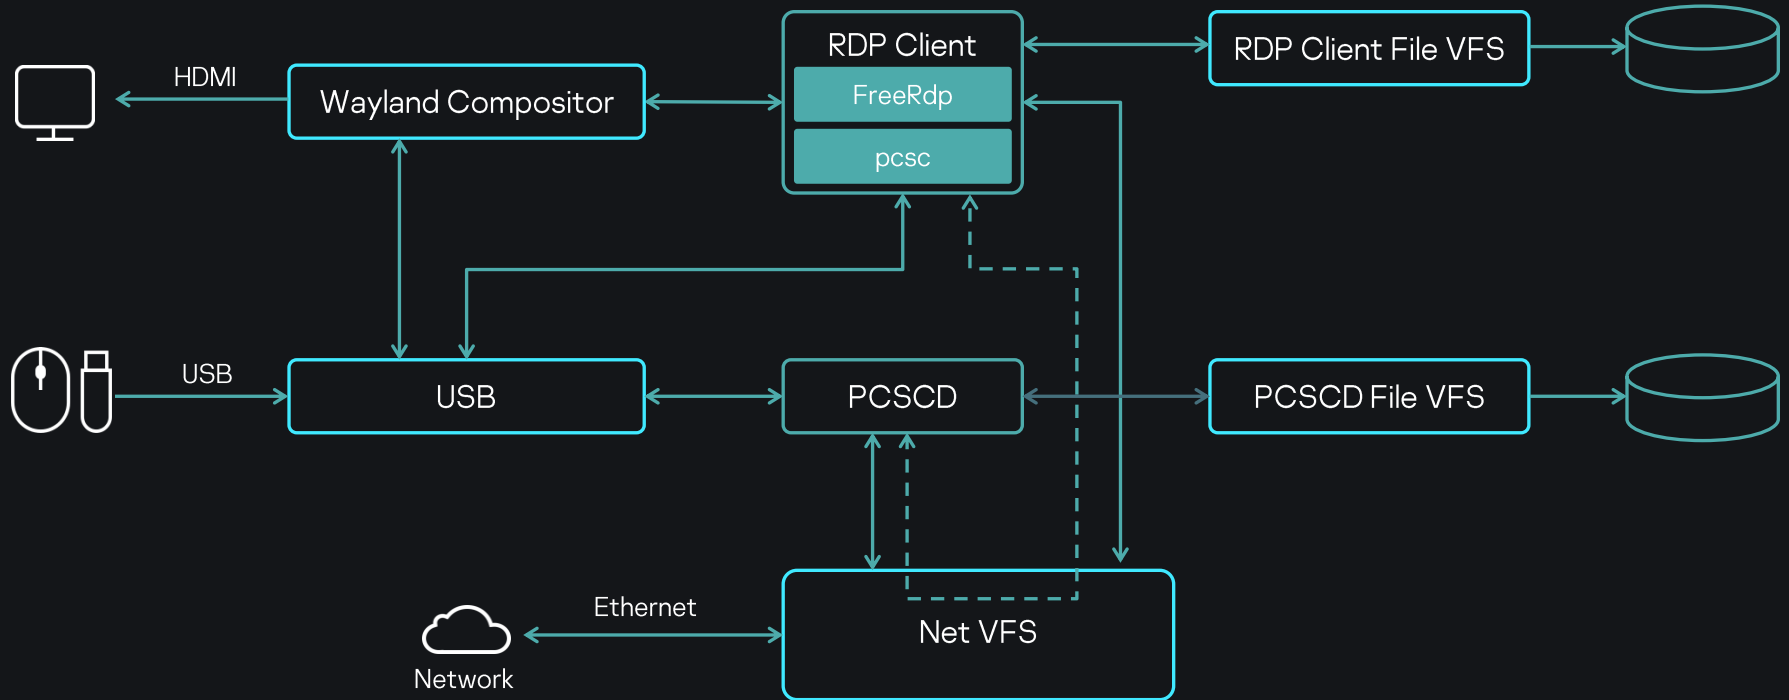 RDP Client
RDP Client File VFS
HDMI
Wayland Compositor
FreeRdp
pcsc
USB
USB
PCSCD
PCSCD File VFS
Ethernet
Net VFS
Network